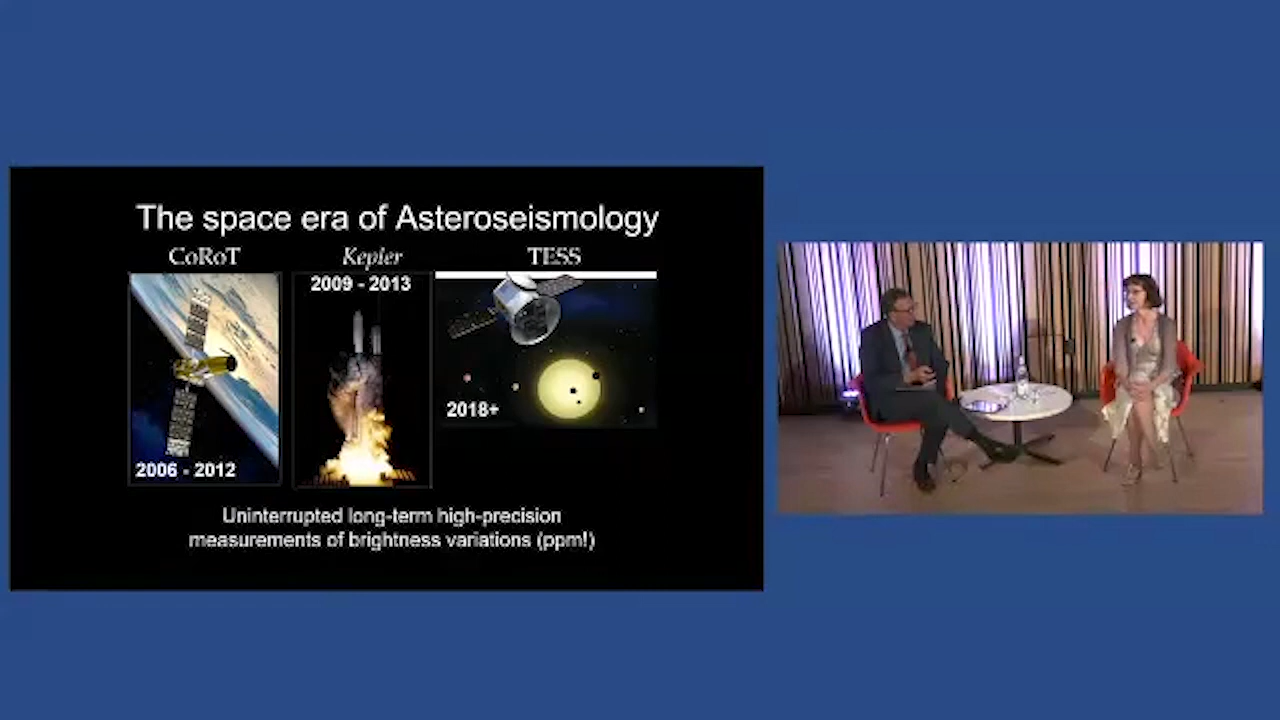 The space era of Asteroseismology
CoRoT
Kepler
TESS
2009 - 2013
2018+
2006 - 2012
Uninterrupted long-term high-precision
measurements of brightness variations (ppm!)